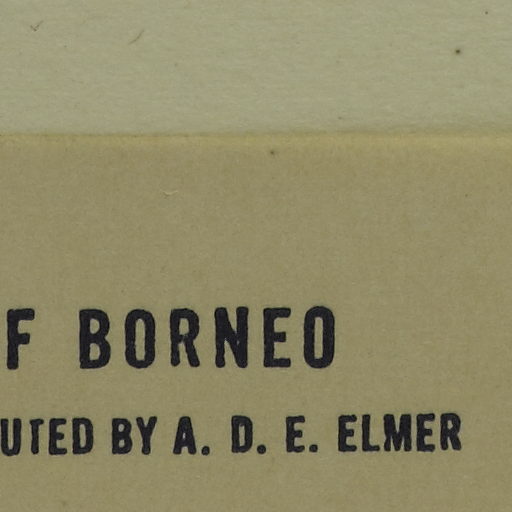 F BORNEO
UTED BY A. D. E. ELMER